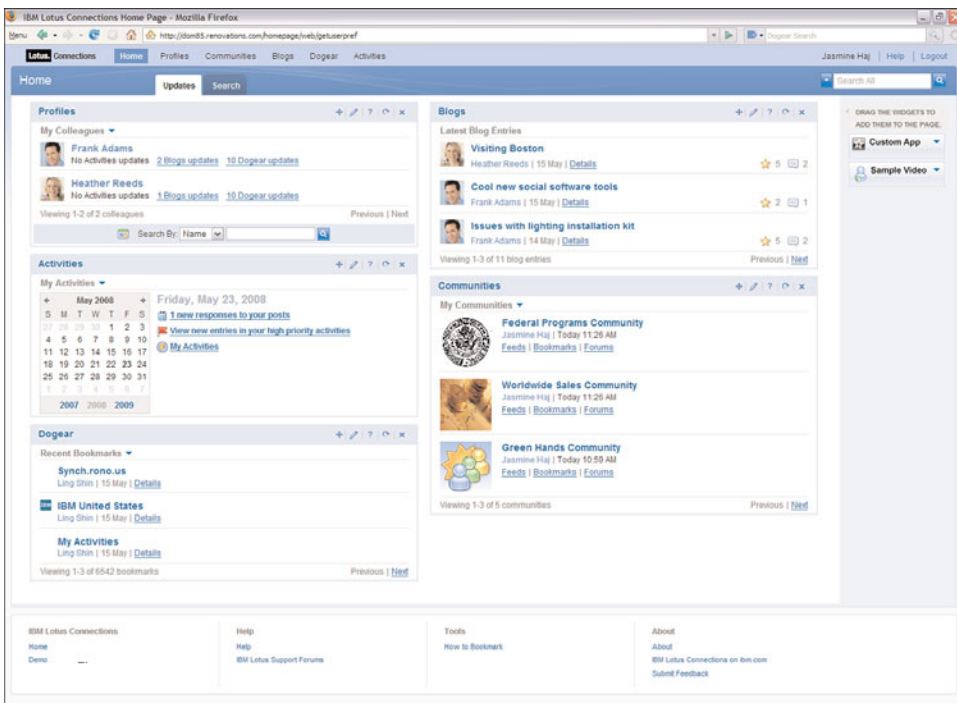 IBM Lotus Connections Home Page - Mozilla Firefox
Menu http://dom85.renovations.com/homepage/web/getuserpref Dogear Search
Lotus. Connections Home Profiles Communities Blogs Dogear Activities Jasmine Haj | Help | Logout
Home Updates Search Search All
Profiles
My Colleagues
Frank Adams
No Activities updates 2 Blogs updates 10 Dogear updates
Heather Reeds
No Activities updates 1 Blogs updates 10 Dogear updates
Viewing 1-2 of 2 colleagues Previous | Next
Search By: Name
Activities
My Activities
May 2008
S M T W T F S
27 28 29 30 1 2 3
4 5 6 7 8 9 10
11 12 13 14 15 16 17
18 19 20 21 22 23 24
25 26 27 28 29 30 31
1 2 3 4 5 6 7
2007 2008 2009
Friday, May 23, 2008
1 new responses to your posts
View new entries in your high priority activities
My Activities
Dogear
Recent Bookmarks
Synch.rono.us
Ling Shin | 15 May | Details
IBM United States
Ling Shin | 15 May | Details
My Activities
Ling Shin | 15 May | Details
Viewing 1-3 of 6542 bookmarks Previous | Next
Blogs
Latest Blog Entries
Visiting Boston
Heather Reeds | 15 May | Details 5 2
Cool new social software tools
Frank Adams | 15 May | Details 2 1
Issues with lighting installation kit
Frank Adams | 14 May | Details 5 2
Viewing 1-3 of 11 blog entries Previous | Next
Communities
My Communities
Federal Programs Community
Jasmine Haj | Today 11:26 AM
Feeds | Bookmarks | Forums
Worldwide Sales Community
Jasmine Haj | Today 11:26 AM
Feeds | Bookmarks | Forums
Green Hands Community
Jasmine Haj | Today 10:59 AM
Feeds | Bookmarks | Forums
Viewing 1-3 of 5 communities Previous | Next
DRAG THE WIDGETS TO
ADD THEM TO THE PAGE.
Custom App
Sample Video
IBM Lotus Connections
Home
Demo
Help
Help
IBM Lotus Support Forums
Tools
How to Bookmark
About
About
IBM Lotus Connections on ibm.com
Submit Feedback